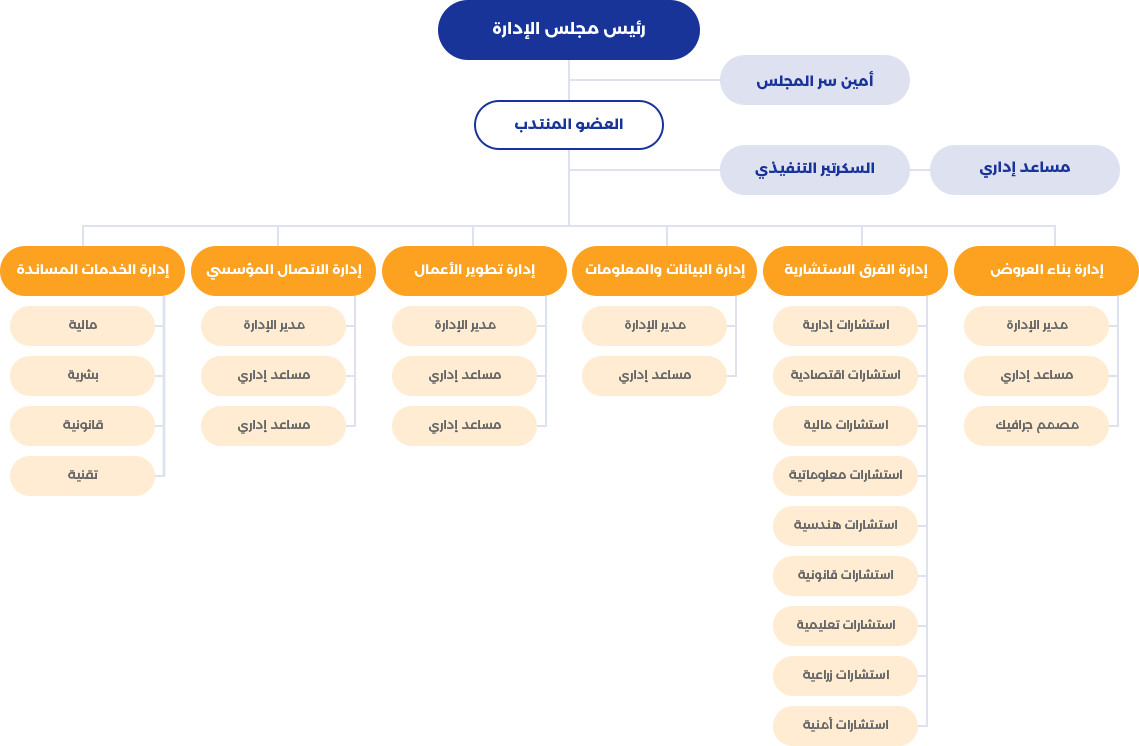 رئيس مجلس الإدارة
أمين سر المجلس
العضو المنتدب
مساعد إداري
السكرتير التنفيذي
إدارة بناء العروض
مدير الإدارة
مساعد إداري
مصمم جرافيك
إدارة الفرق الاستشارية
استشارات إدارية
استشارات اقتصادية
استشارات مالية
استشارات معلوماتية
استشارات هندسية
استشارات قانونية
استشارات تعليمية
استشارات زراعية
استشارات أمنية
إدارة البيانات والمعلومات
مدير الإدارة
مساعد إداري
إدارة تطوير الأعمال
مدير الإدارة
مساعد إداري
مساعد إداري
إدارة الاتصال المؤسسي
مدير الإدارة
مساعد إداري
مساعد إداري
إدارة الخدمات المساندة
مالية
بشرية
قانونية
تقنية